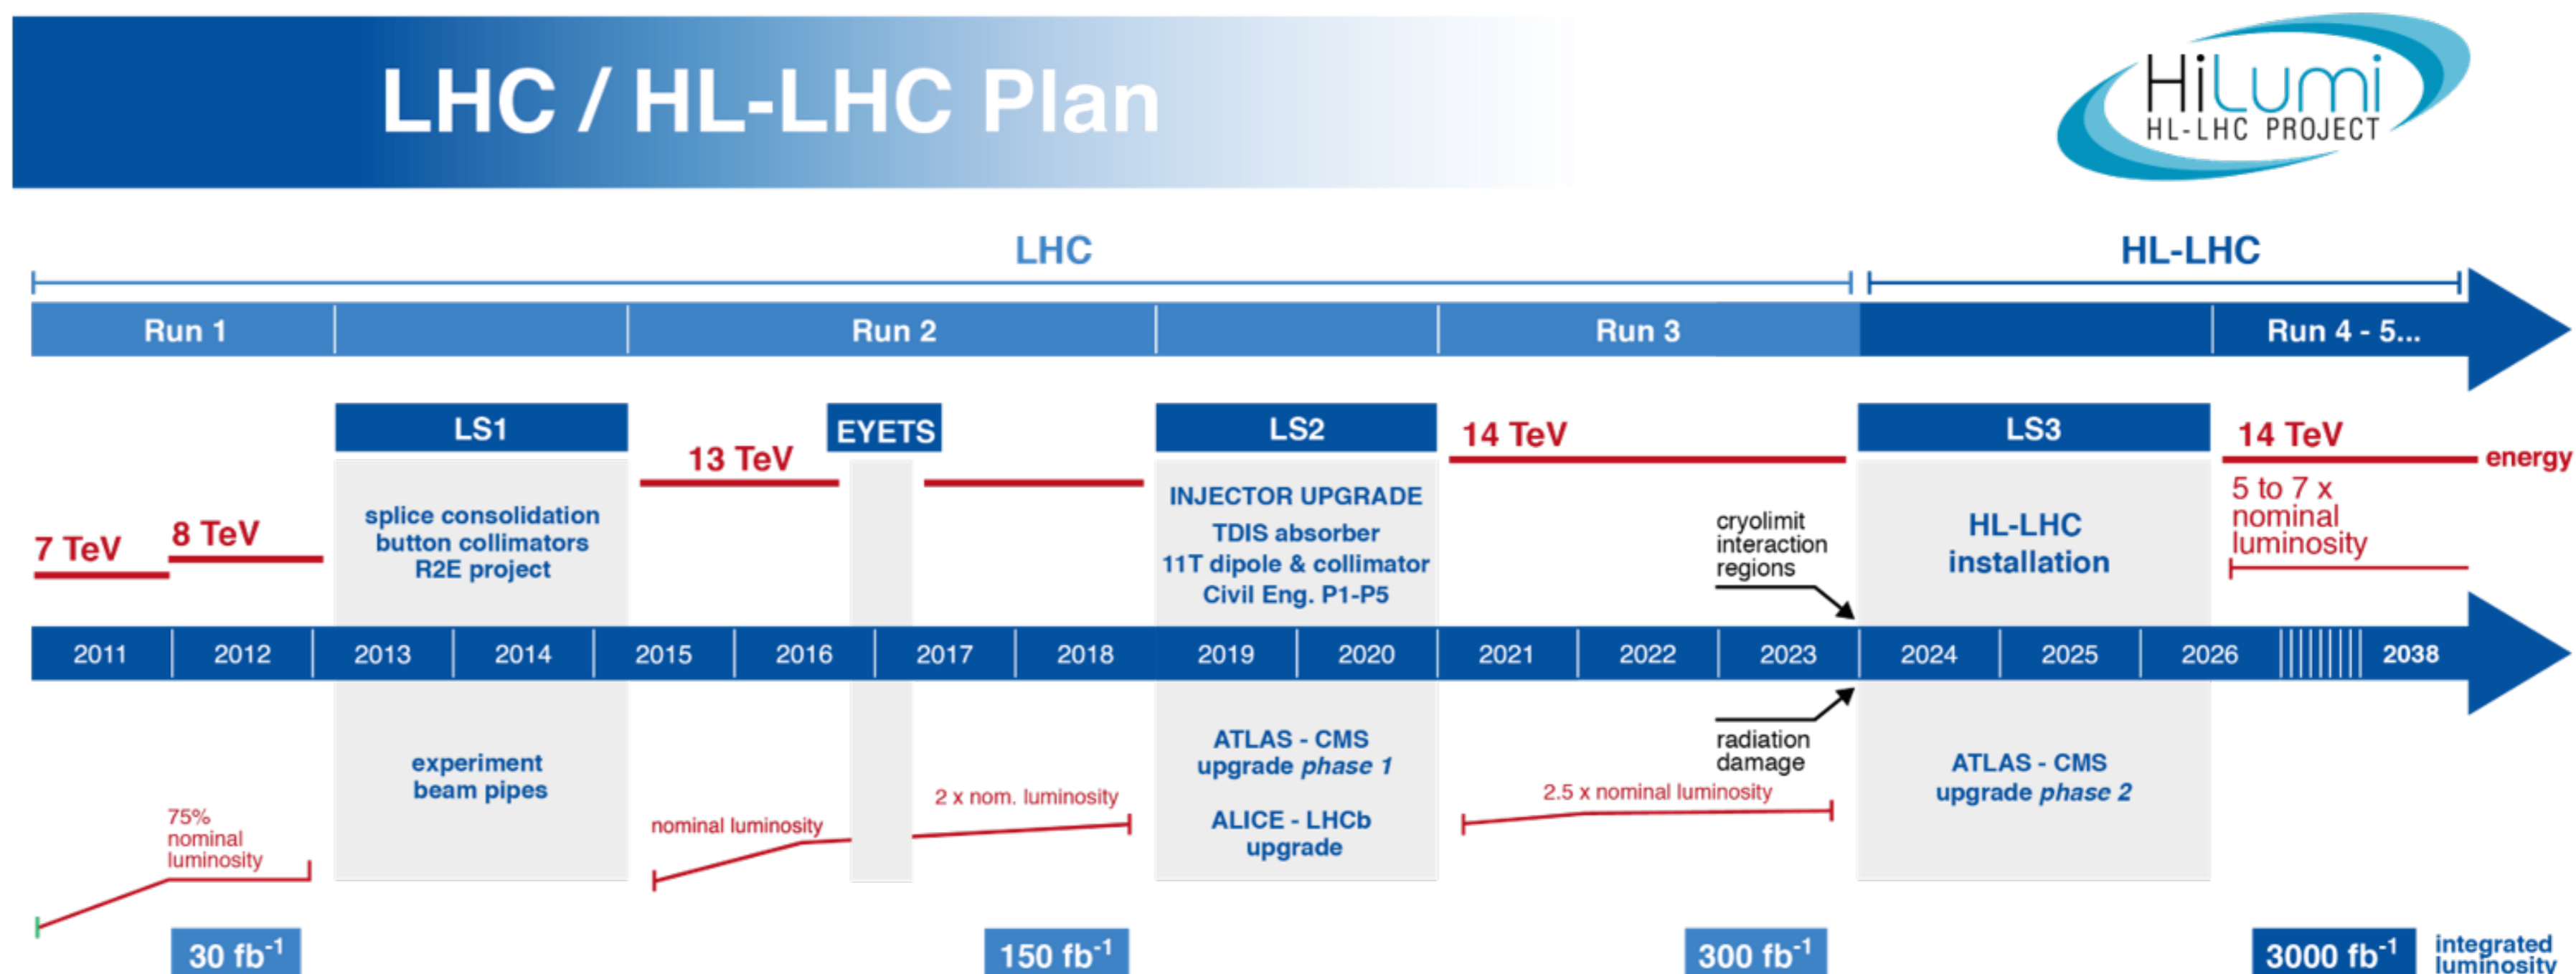 LHC / HL-LHC Plan
HiLumi
HL-LHC PROJECT
LHC
HL-LHC
Run 1
Run 2
Run 3
Run 4 - 5...
LS1
EYETS
LS2
LS3
7 TeV
8 TeV
13 TeV
14 TeV
14 TeV
energy
splice consolidation
button collimators
R2E project
INJECTOR UPGRADE
TDIS absorber
11T dipole & collimator
Civil Eng. P1-P5
cryolimit
interaction
regions
HL-LHC
installation
5 to 7 x
nominal
luminosity
2011
2012
2013
2014
2015
2016
2017
2018
2019
2020
2021
2022
2023
2024
2025
2026
2038
75%
nominal
luminosity
experiment
beam pipes
nominal luminosity
2 x nom. luminosity
ATLAS - CMS
upgrade phase 1
ALICE - LHCb
upgrade
radiation
damage
2.5 x nominal luminosity
ATLAS - CMS
upgrade phase 2
30 fb⁻¹
150 fb⁻¹
300 fb⁻¹
3000 fb⁻¹
integrated
luminosity